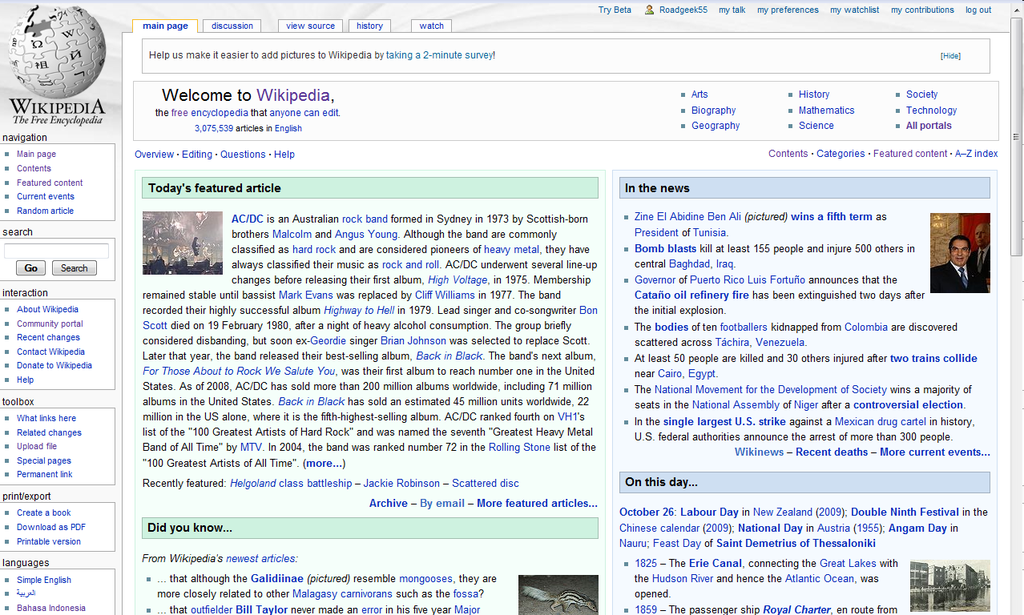 Try Beta Roadgeek55 my talk my preferences my watchlist my contributions log out
main page discussion view source history watch
Help us make it easier to add pictures to Wikipedia by taking a 2-minute survey! [Hide]
WIKIPEDIA
The Free Encyclopedia
navigation
Main page
Contents
Featured content
Current events
Random article
search
Go Search
interaction
About Wikipedia
Community portal
Recent changes
Contact Wikipedia
Donate to Wikipedia
Help
toolbox
What links here
Related changes
Upload file
Special pages
Permanent link
print/export
Create a book
Download as PDF
Printable version
languages
Simple English
العربية
Bahasa Indonesia
Welcome to Wikipedia,
the free encyclopedia that anyone can edit.
3,075,539 articles in English
Arts
Biography
Geography
History
Mathematics
Science
Society
Technology
All portals
Overview · Editing · Questions · Help
Contents · Categories · Featured content · A–Z index
Today's featured article
AC/DC is an Australian rock band formed in Sydney in 1973 by Scottish-born
brothers Malcolm and Angus Young. Although the band are commonly
classified as hard rock and are considered pioneers of heavy metal, they have
always classified their music as rock and roll. AC/DC underwent several line-up
changes before releasing their first album, High Voltage, in 1975. Membership
remained stable until bassist Mark Evans was replaced by Cliff Williams in 1977. The band
recorded their highly successful album Highway to Hell in 1979. Lead singer and co-songwriter Bon
Scott died on 19 February 1980, after a night of heavy alcohol consumption. The group briefly
considered disbanding, but soon ex-Geordie singer Brian Johnson was selected to replace Scott.
Later that year, the band released their best-selling album, Back in Black. The band's next album,
For Those About to Rock We Salute You, was their first album to reach number one in the United
States. As of 2008, AC/DC has sold more than 200 million albums worldwide, including 71 million
albums in the United States. Back in Black has sold an estimated 45 million units worldwide, 22
million in the US alone, where it is the fifth-highest-selling album. AC/DC ranked fourth on VH1's
list of the "100 Greatest Artists of Hard Rock" and was named the seventh "Greatest Heavy Metal
Band of All Time" by MTV. In 2004, the band was ranked number 72 in the Rolling Stone list of
the "100 Greatest Artists of All Time". (more...)
Recently featured: Helgoland class battleship – Jackie Robinson – Scattered disc
Archive – By email – More featured articles...
Did you know...
From Wikipedia's newest articles:
... that although the Galidiinae (pictured) resemble mongooses, they are
more closely related to other Malagasy carnivorans such as the fossa?
... that outfielder Bill Taylor never made an error in his five year Major
In the news
Zine El Abidine Ben Ali (pictured) wins a fifth term as
President of Tunisia.
Bomb blasts kill at least 155 people and injure 500 others in
central Baghdad, Iraq.
Governor of Puerto Rico Luis Fortuño announces that the
Cataño oil refinery fire has been extinguished two days after
the initial explosion.
The bodies of ten footballers kidnapped from Colombia are discovered
scattered across Táchira, Venezuela.
At least 50 people are killed and 30 others injured after two trains collide
near Cairo, Egypt.
The National Movement for the Development of Society wins a majority of
seats in the National Assembly of Niger after a controversial election.
In the single largest U.S. strike against a Mexican drug cartel in history,
U.S. federal authorities announce the arrest of more than 300 people.
Wikinews – Recent deaths – More current events...
On this day...
October 26: Labour Day in New Zealand (2009); Double Ninth Festival in the
Chinese calendar (2009); National Day in Austria (1955); Angam Day in
Nauru; Feast Day of Saint Demetrius of Thessaloniki
1825 – The Erie Canal, connecting the Great Lakes with
the Hudson River and hence the Atlantic Ocean, was
opened.
1859 – The passenger ship Royal Charter, en route from